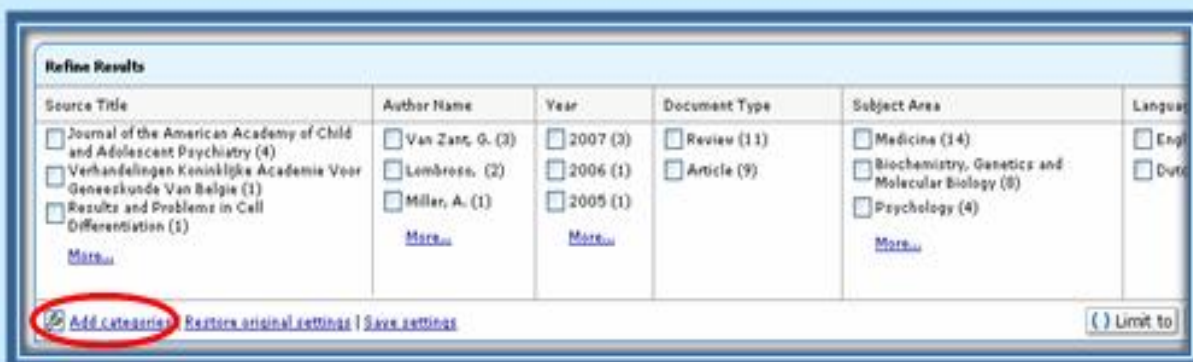 Refine Results
Source Title
Journal of the American Academy of Child
and Adolescent Psychiatry (4)
Verhandelingen Koninklijke Academie Voor
Geneeskunde Van Belgie (1)
Results and Problems in Cell
Differentiation (1)
More...
Author Name
Van Zant, G. (3)
Lombroso, (2)
Miller, A. (1)
More...
Year
2007 (3)
2006 (1)
2005 (1)
More...
Document Type
Review (11)
Article (9)
Subject Area
Medicine (14)
Biochemistry, Genetics and
Molecular Biology (8)
Psychology (4)
More...
Languag
Engl
Dutc
Add categories | Restore original settings | Save settings
( ) Limit to